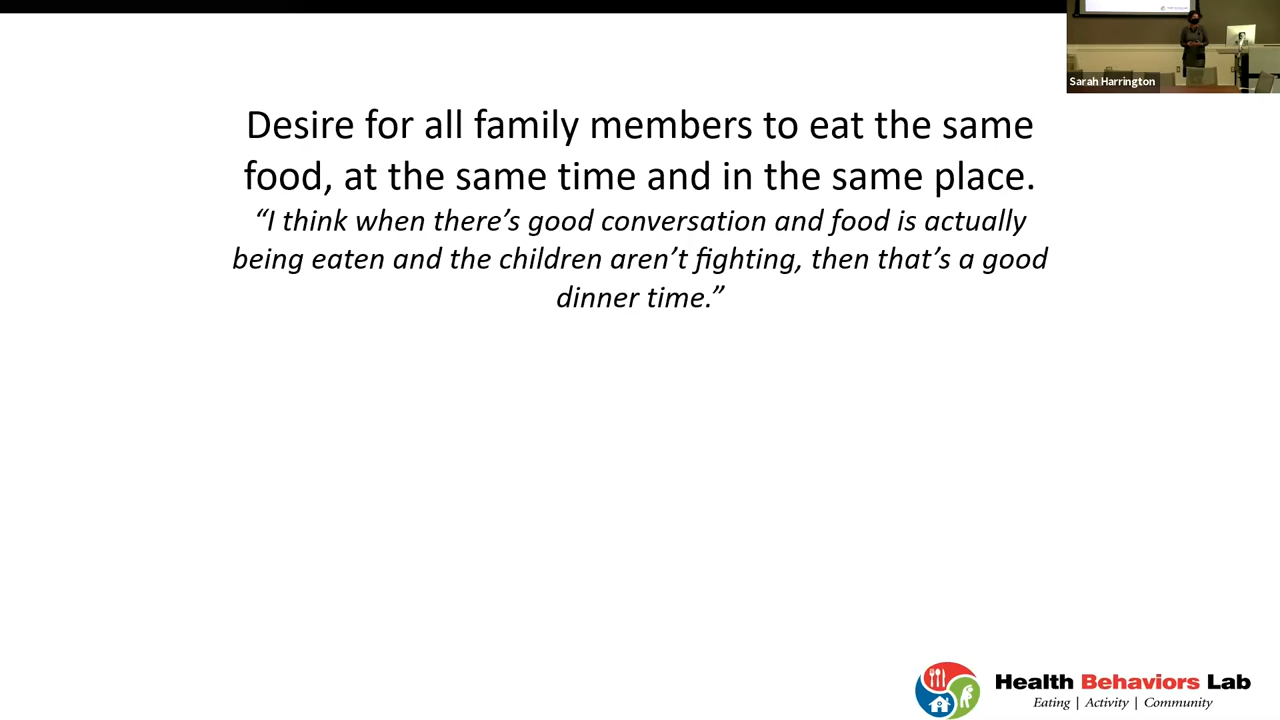 Sarah Harrington
Desire for all family members to eat the same
food, at the same time and in the same place.
“I think when there’s good conversation and food is actually
being eaten and the children aren’t fighting, then that’s a good
dinner time.”
Health Behaviors Lab
Eating | Activity | Community